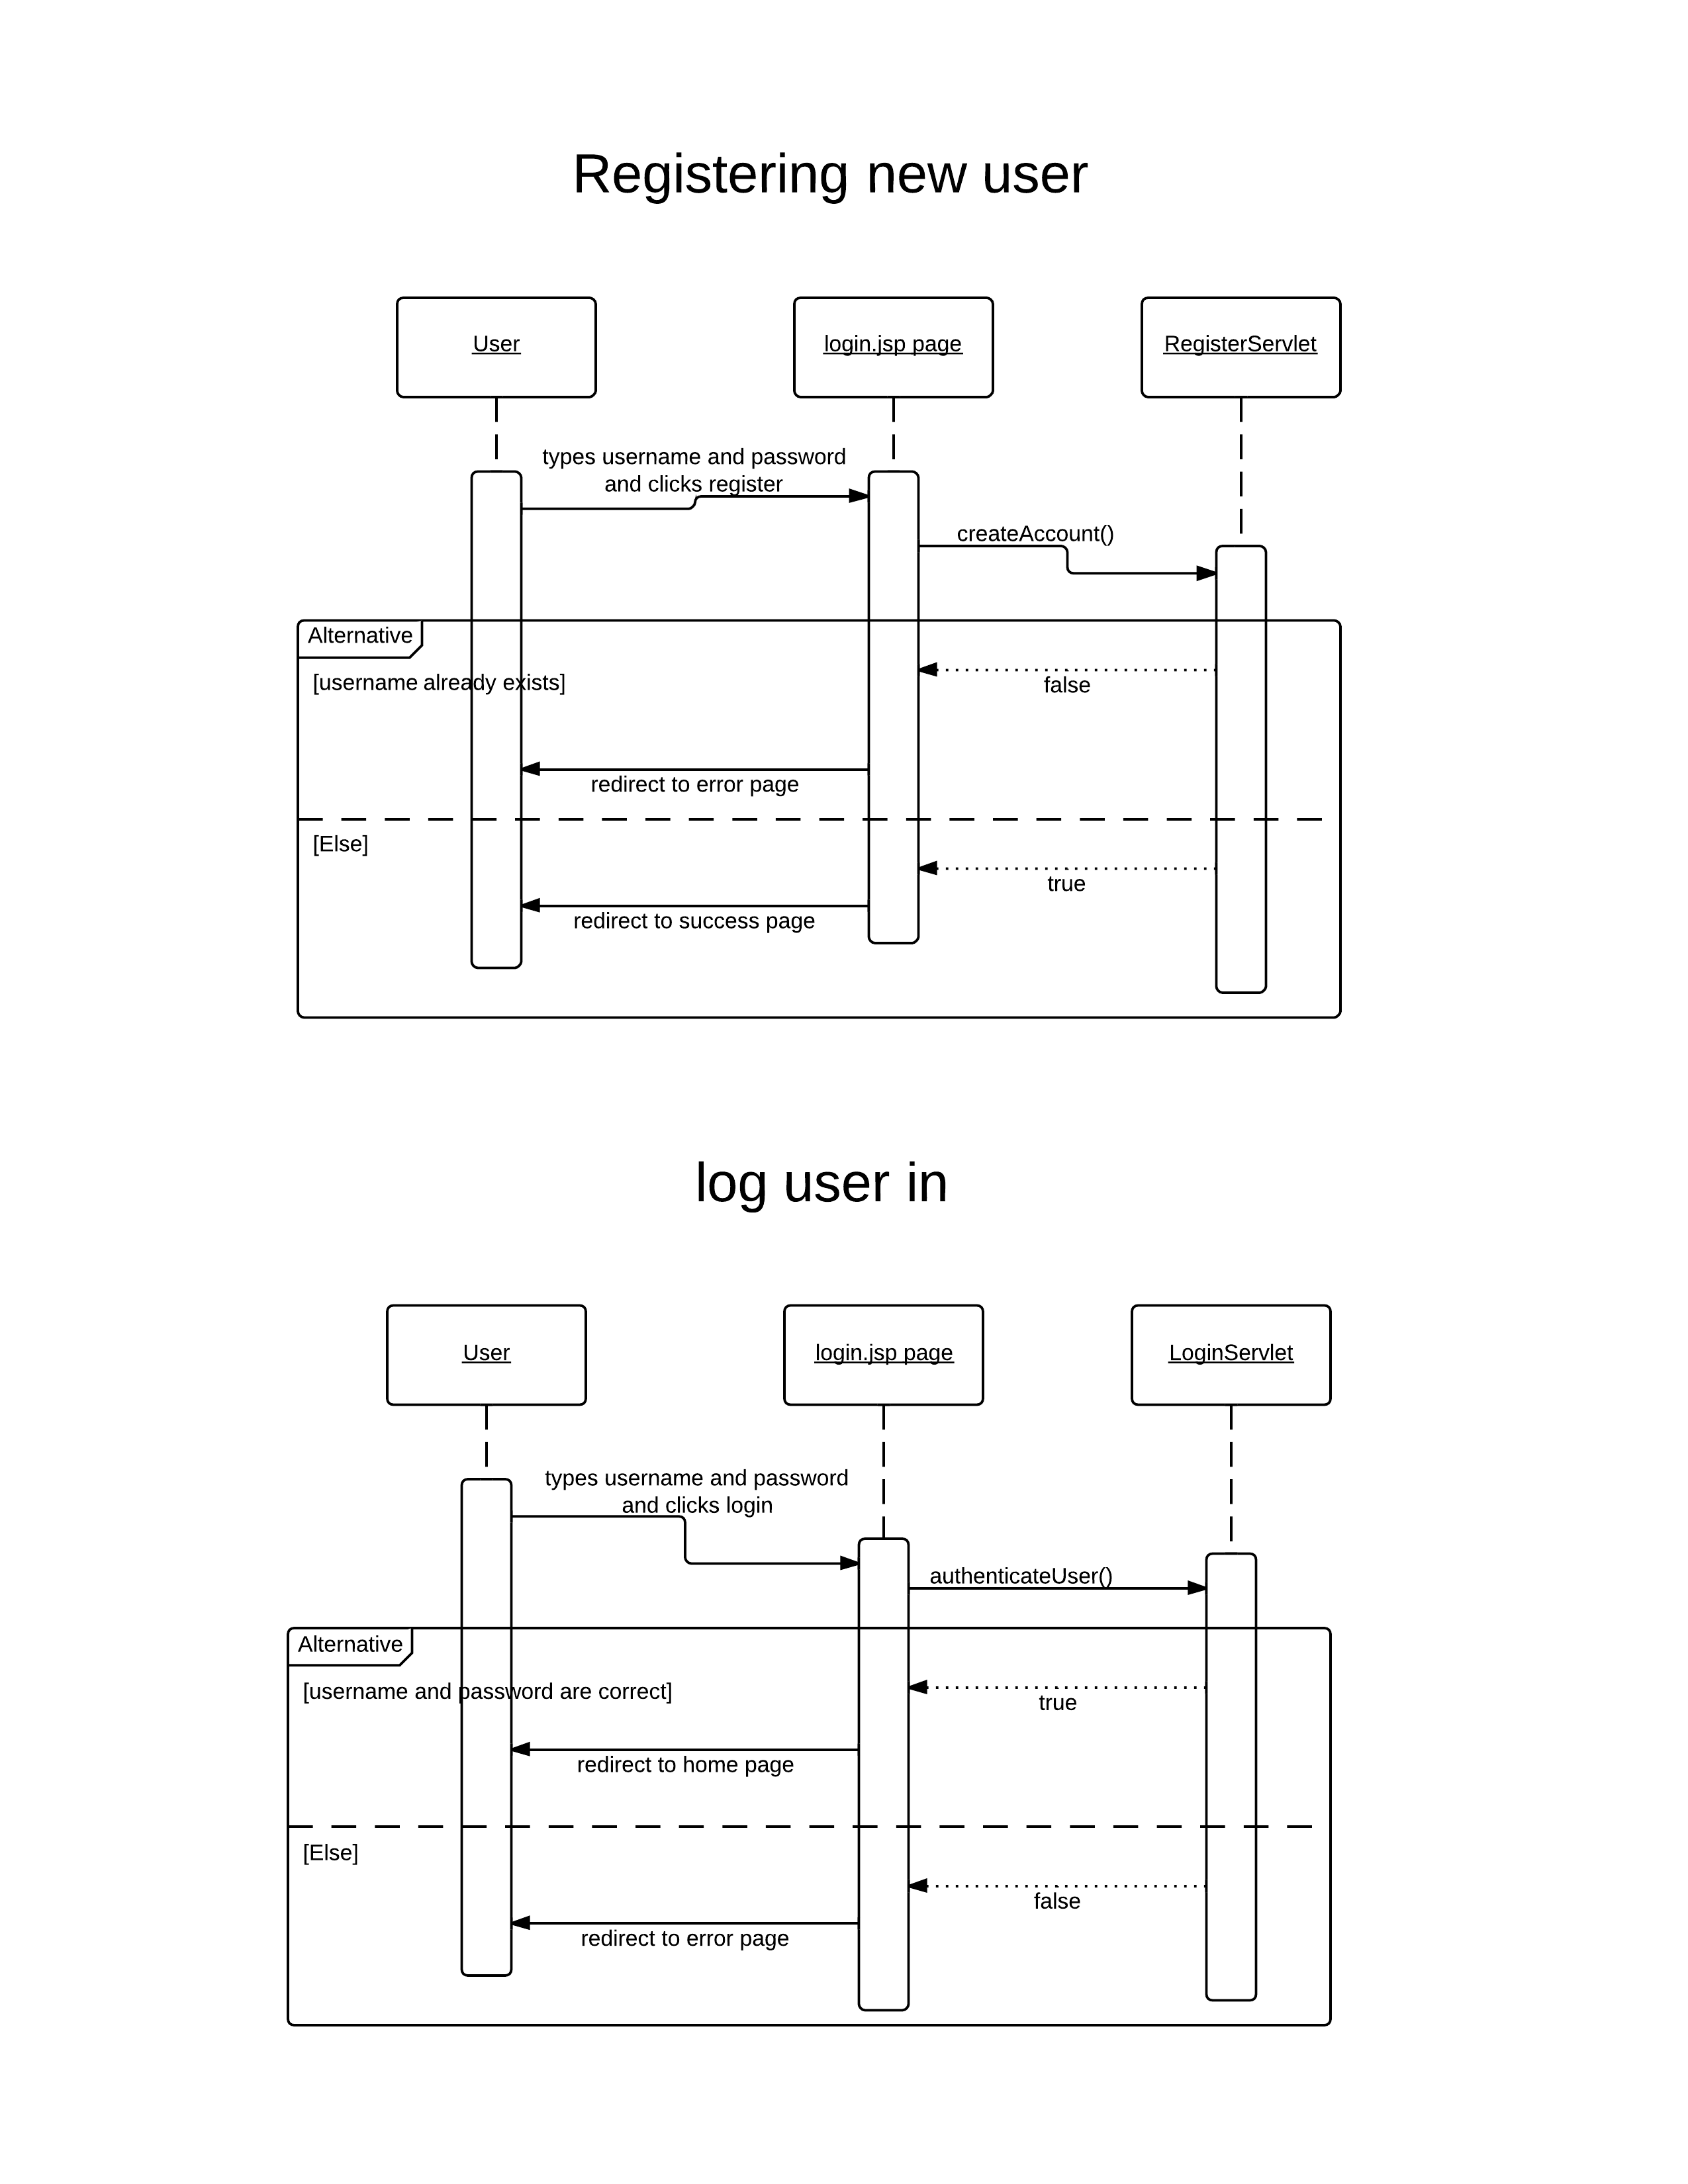 Registering new user
User
login.jsp page
RegisterServlet
types username and password
and clicks register
createAccount()
Alternative
[username already exists]
false
redirect to error page
[Else]
true
redirect to success page
log user in
User
login.jsp page
LoginServlet
types username and password
and clicks login
authenticateUser()
Alternative
[username and password are correct]
true
redirect to home page
[Else]
false
redirect to error page